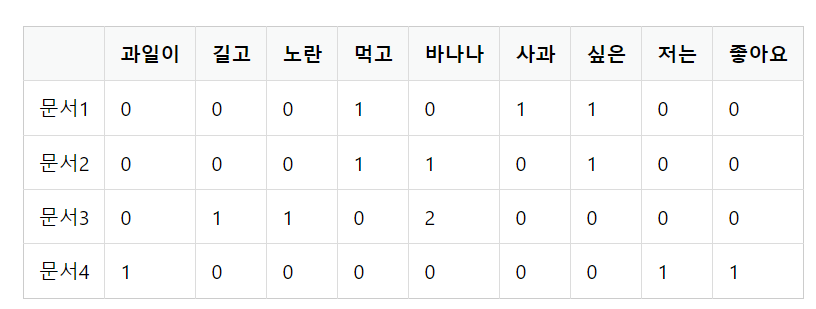 과일이 길고 노란 먹고 바나나 사과 싶은 저는 좋아요
문서1 0 0 0 1 0 1 1 0 0
문서2 0 0 0 1 1 0 1 0 0
문서3 0 1 1 0 2 0 0 0 0
문서4 1 0 0 0 0 0 0 1 1